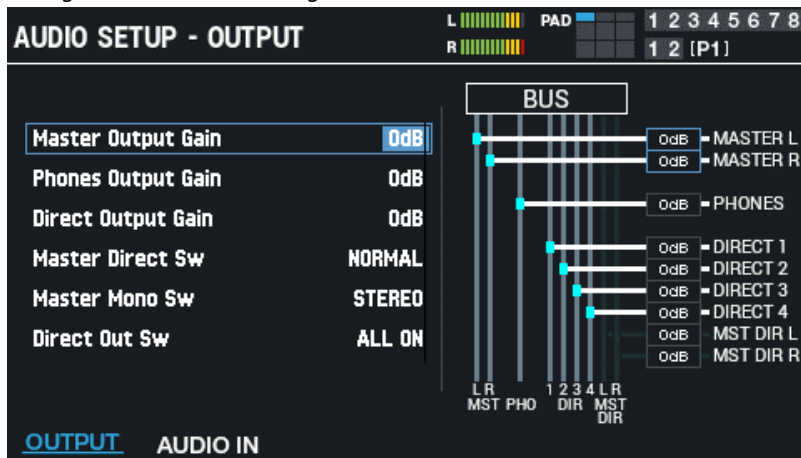 AUDIO SETUP - OUTPUT
L
R
PAD
1 2 3 4 5 6 7 8
1 2 [P1]
BUS
Master Output Gain 0dB
Phones Output Gain 0dB
Direct Output Gain 0dB
Master Direct Sw NORMAL
Master Mono Sw STEREO
Direct Out Sw ALL ON
0dB MASTER L
0dB MASTER R
0dB PHONES
0dB DIRECT 1
0dB DIRECT 2
0dB DIRECT 3
0dB DIRECT 4
0dB MST DIR L
0dB MST DIR R
L R 1 2 3 4 L R
MST PHO DIR MST
DIR
OUTPUT AUDIO IN